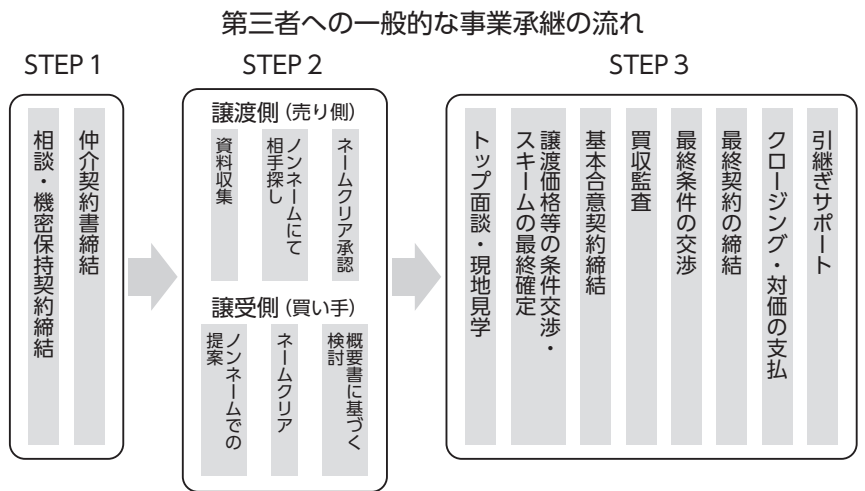 第三者への一般的な事業承継の流れ
STEP 1
相談・機密保持契約締結
仲介契約書締結
STEP 2
譲渡側 (売り側)
資料収集
ノンネームにて
相手探し
ネームクリア承認
譲受側 (買い手)
ノンネームでの
提案
ネームクリア
概要書に基づく
検討
STEP 3
トップ面談・現地見学
譲渡価格等の条件交渉・
スキームの最終確定
基本合意契約締結
買収監査
最終条件の交渉
最終契約の締結
クロージング・対価の支払
引継ぎサポート